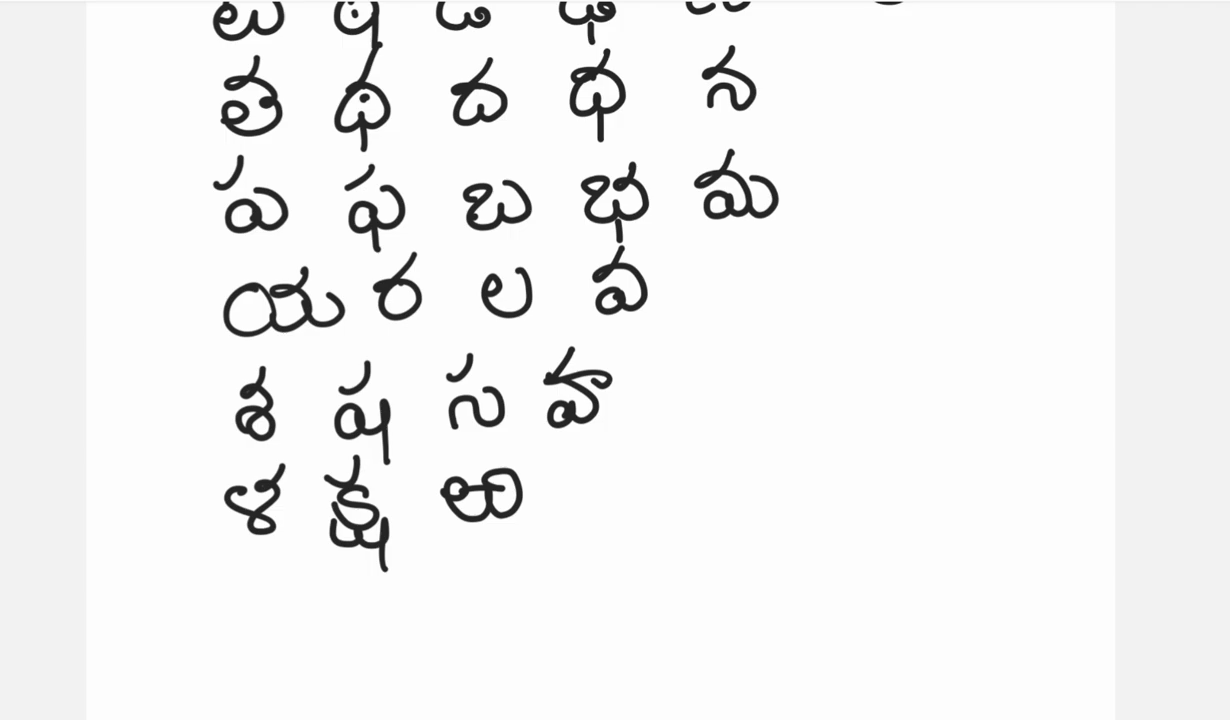 త థ ద ధ న
ప ఫ బ భ మ
య ర ల వ
శ ష స హ
ళ క్ష ఱ